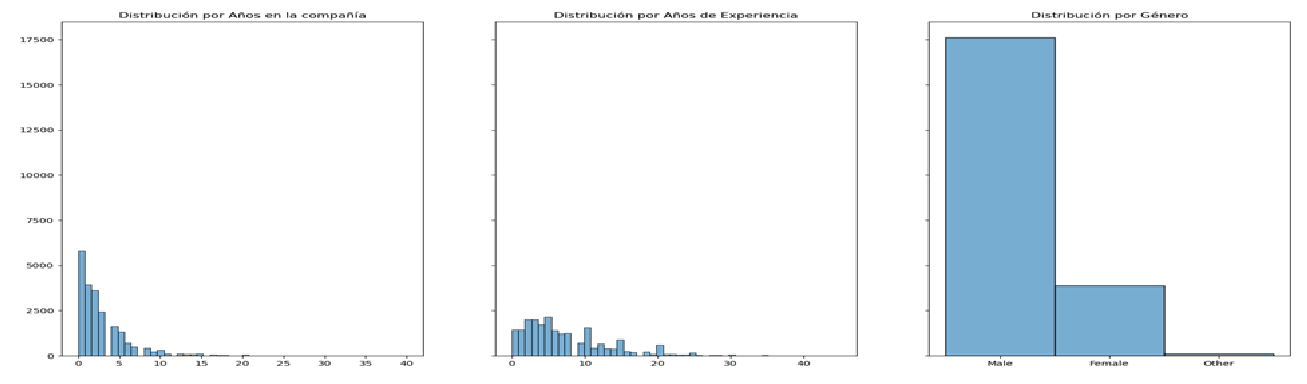 Distribución por Años en la compañía
Distribución por Años de Experiencia
Distribución por Género
17500
15000
12500
10000
7500
5000
2500
0
0 5 10 15 20 25 30 35 40
0 10 20 30 40
Male Female Other